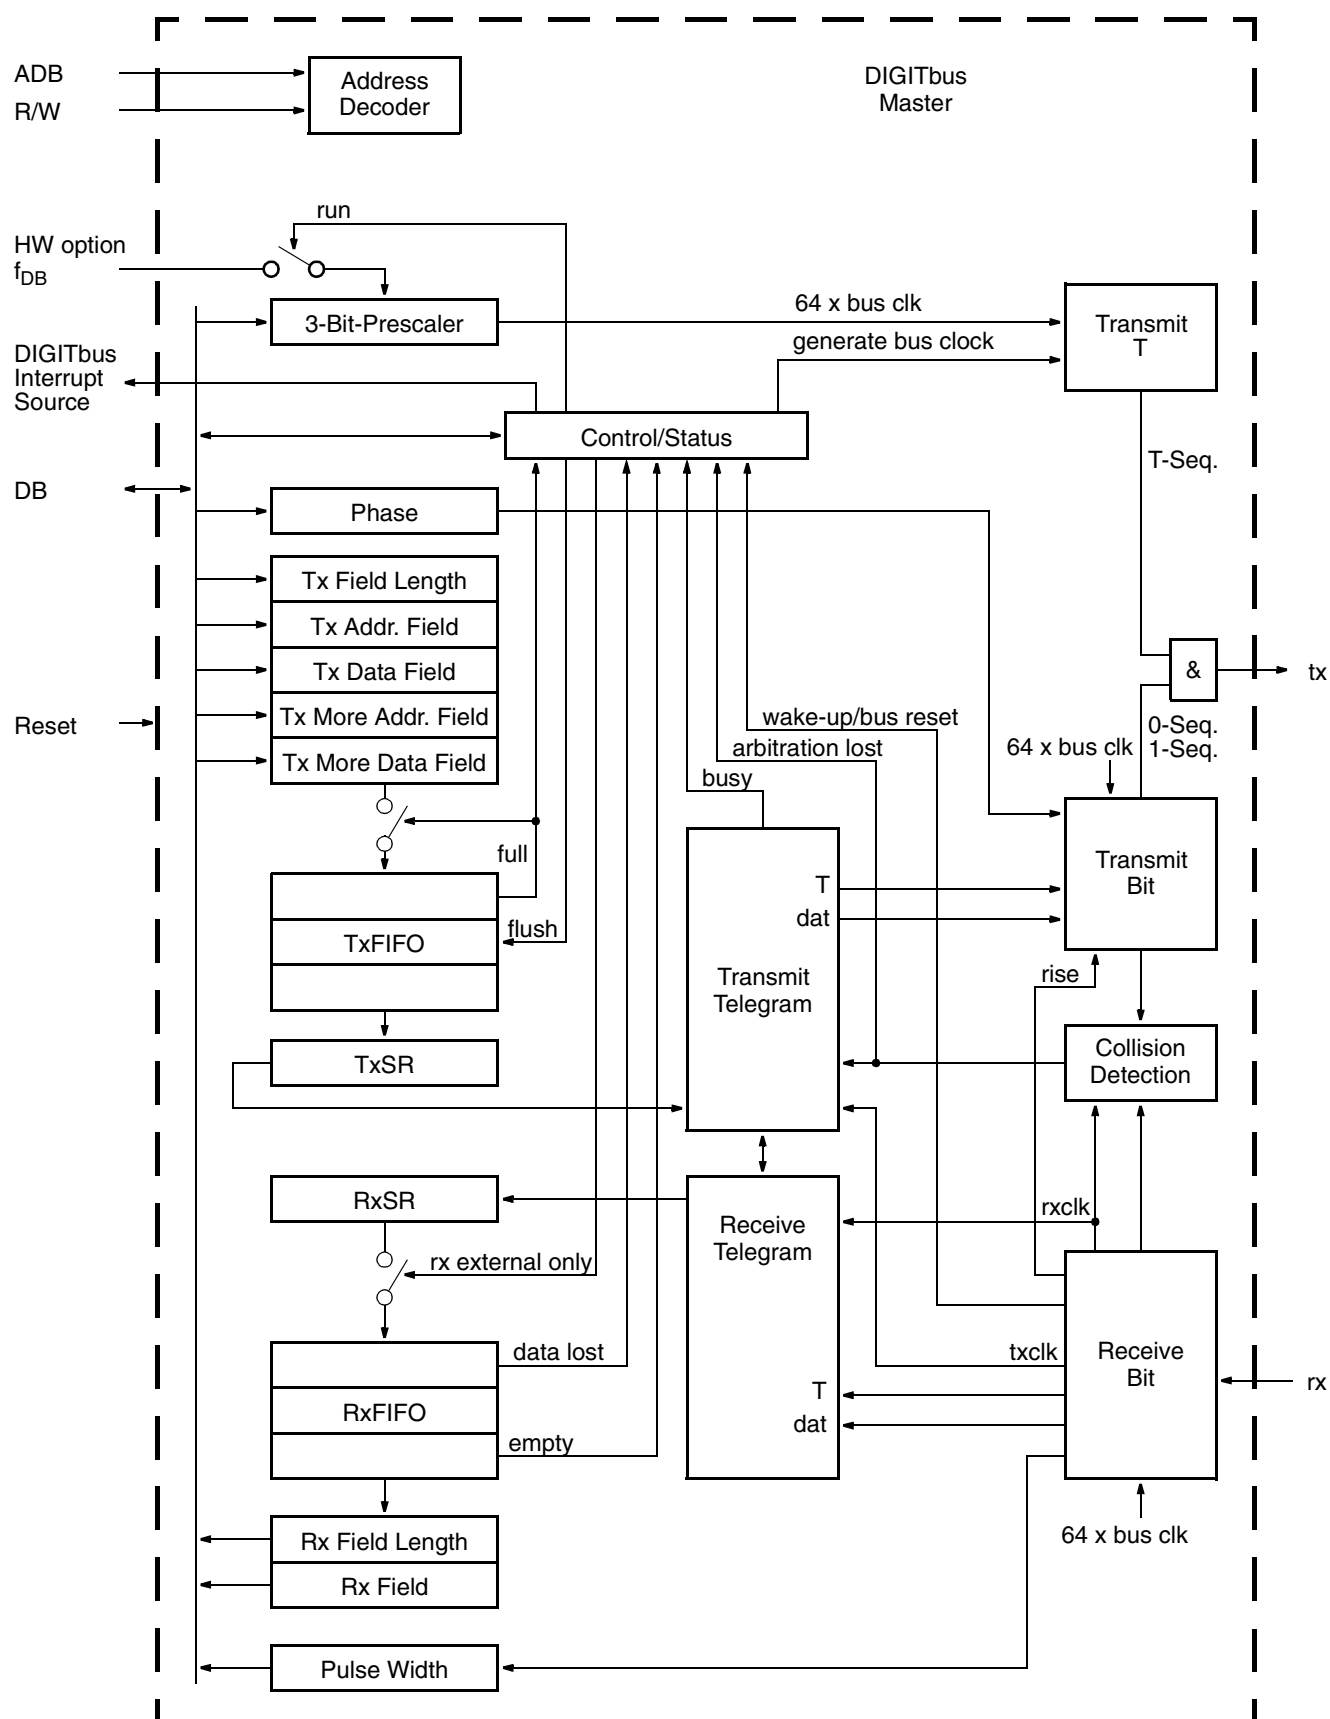 ADB
R/W
Address
Decoder
DIGITbus
Master
run
HW option
fDB
3-Bit-Prescaler
64 x bus clk
generate bus clock
Transmit
T
DIGITbus
Interrupt
Source
Control/Status
T-Seq.
DB
Phase
Tx Field Length
Tx Addr. Field
Tx Data Field
Tx More Addr. Field
Tx More Data Field
Reset
&
tx
wake-up/bus reset
arbitration lost
busy
64 x bus clk
0-Seq.
1-Seq.
full
flush
TxFIFO
T
dat
Transmit
Telegram
Transmit
Bit
rise
TxSR
Collision
Detection
RxSR
Receive
Telegram
rxclk
rx external only
data lost
RxFIFO
empty
txclk
T
dat
Receive
Bit
rx
Rx Field Length
Rx Field
64 x bus clk
Pulse Width